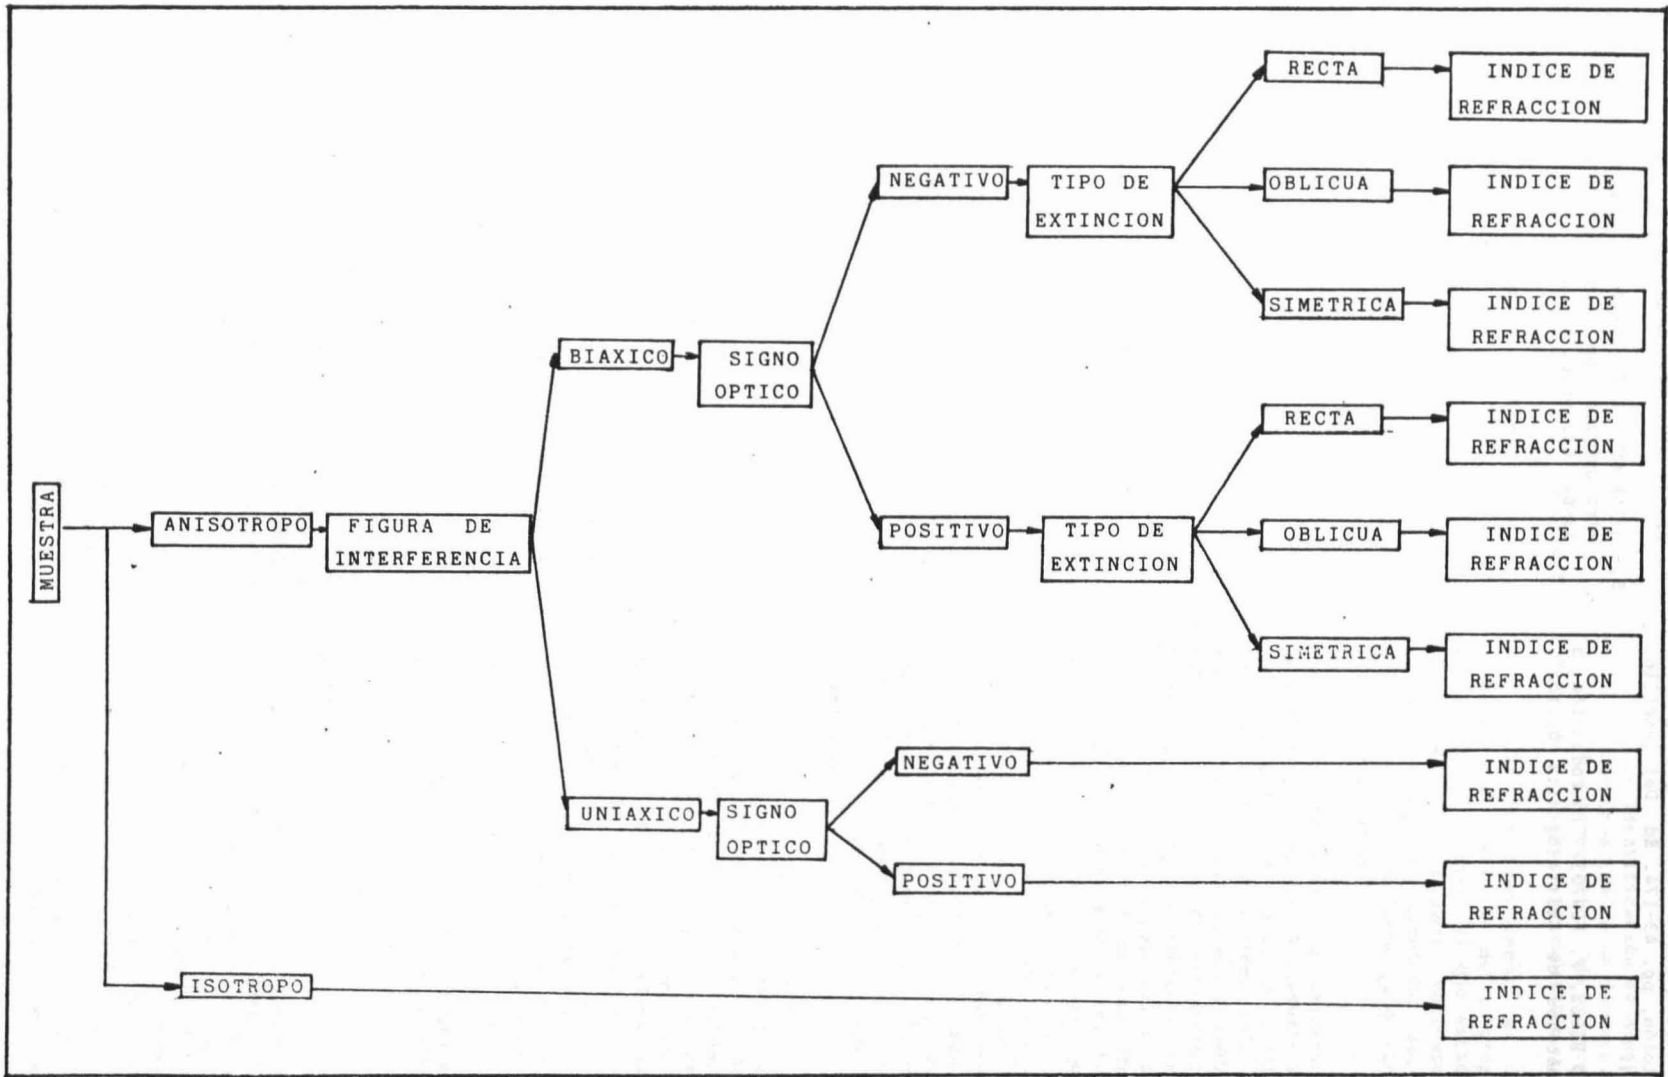 RECTA
INDICE DE
REFRACCION
NEGATIVO
TIPO DE
EXTINCION
OBLICUA
INDICE DE
REFRACCION
SIMETRICA
INDICE DE
REFRACCION
BIAXICO
SIGNO
OPTICO
RECTA
INDICE DE
REFRACCION
MUESTRA
ANISOTROPO
FIGURA DE
INTERFERENCIA
POSITIVO
TIPO DE
EXTINCION
OBLICUA
INDICE DE
REFRACCION
SIMETRICA
INDICE DE
REFRACCION
NEGATIVO
INDICE DE
REFRACCION
UNIAXICO
SIGNO
OPTICO
POSITIVO
INDICE DE
REFRACCION
ISOTROPO
INDICE DE
REFRACCION